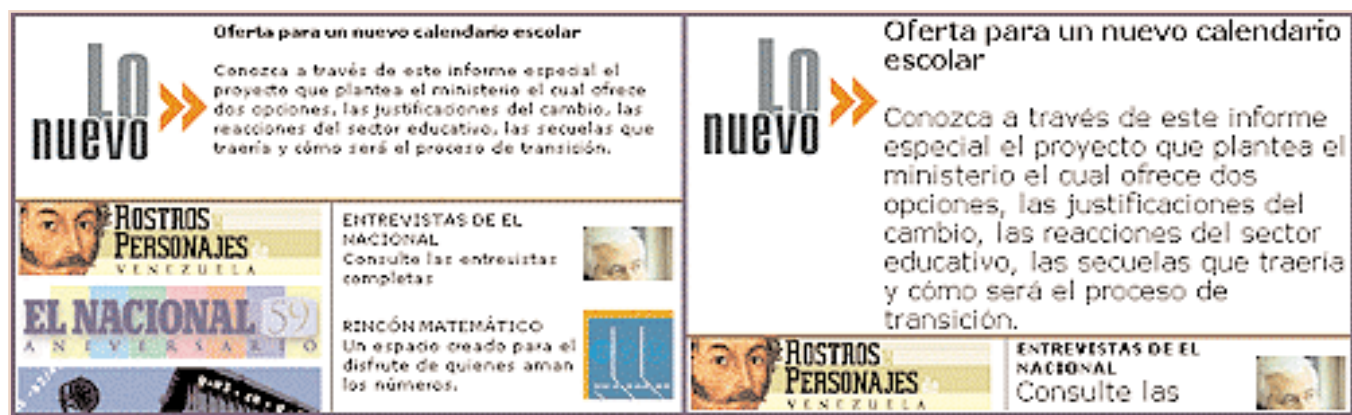 Lo
nuevo
Oferta para un nuevo calendario escolar
Conozca a través de este informe especial el
proyecto que plantea el ministerio el cual ofrece
dos opciones, las justificaciones del cambio, las
reacciones del sector educativo, las secuelas que
traería y cómo será el proceso de transición.
ROSTROS
PERSONAJES
VENEZUELA
EL NACIONAL 59
ANIVERSARIO
ENTREVISTAS DE EL
NACIONAL
Consulte las entrevistas
completas
RINCÓN MATEMÁTICO
Un espacio creado para el
disfrute de quienes aman
los números.
Lo
nuevo
Oferta para un nuevo calendario
escolar
Conozca a través de este informe
especial el proyecto que plantea el
ministerio el cual ofrece dos
opciones, las justificaciones del
cambio, las reacciones del sector
educativo, las secuelas que traería
y cómo será el proceso de
transición.
ROSTROS
PERSONAJES
VENEZUELA
ENTREVISTAS DE EL
NACIONAL
Consulte las